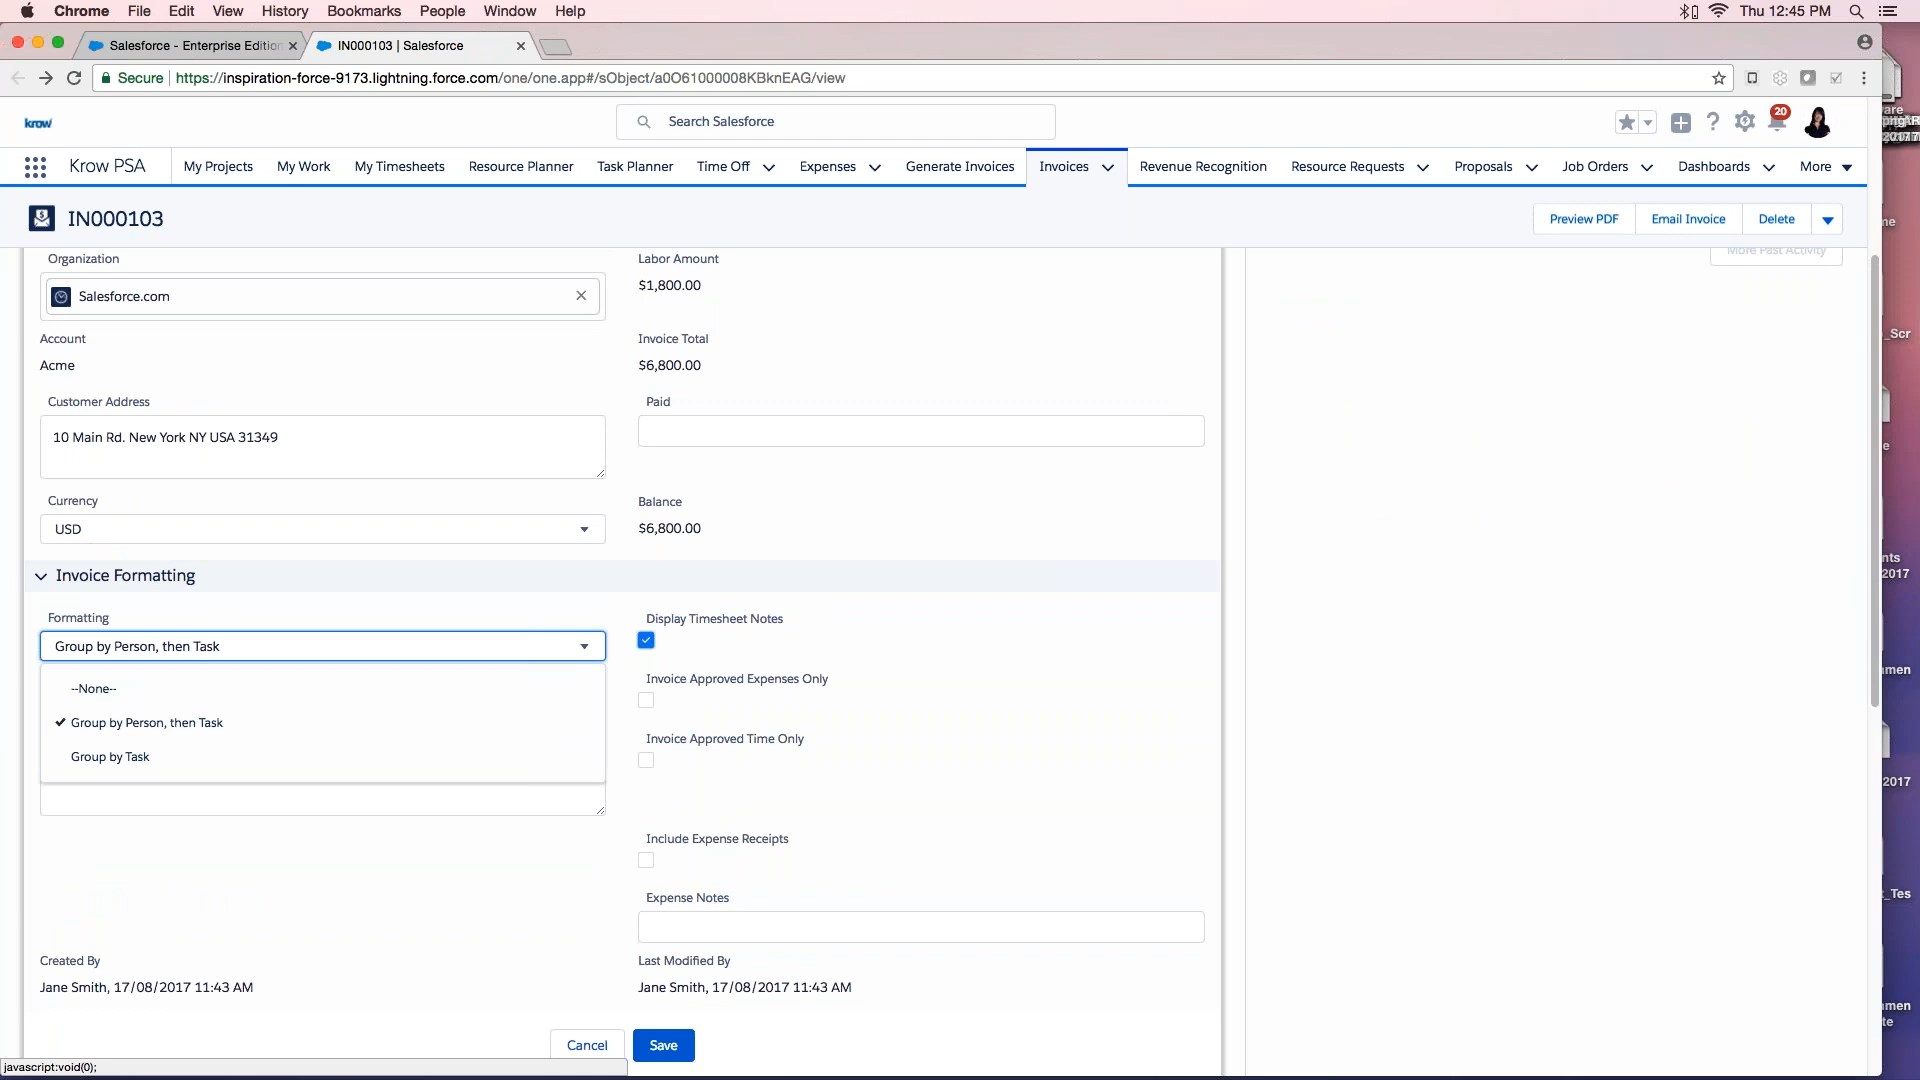 Chrome File Edit View History Bookmarks People Window Help Thu 12:45 PM
Salesforce - Enterprise Edition IN000103 | Salesforce
Secure https://inspiration-force-9173.lightning.force.com/one/one.app#/sObject/a0O61000008KBknEAG/view
krow Search Salesforce 20
Krow PSA My Projects My Work My Timesheets Resource Planner Task Planner Time Off Expenses Generate Invoices Invoices Revenue Recognition Resource Requests Proposals Job Orders Dashboards More
IN000103 Preview PDF Email Invoice Delete
More Past Activity
Organization Labor Amount
Salesforce.com $1,800.00
Account Invoice Total
Acme $6,800.00
Customer Address Paid
10 Main Rd. New York NY USA 31349
Currency Balance
USD $6,800.00
Invoice Formatting
Formatting Display Timesheet Notes
Group by Person, then Task
--None-- Invoice Approved Expenses Only
Group by Person, then Task
Group by Task Invoice Approved Time Only
Include Expense Receipts
Expense Notes
Created By Last Modified By
Jane Smith, 17/08/2017 11:43 AM Jane Smith, 17/08/2017 11:43 AM
Cancel Save
javascript:void(0);